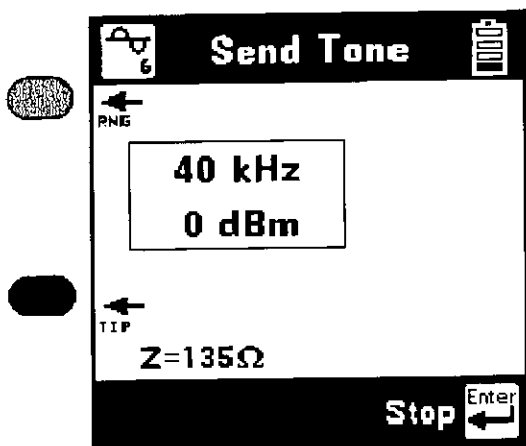 6
Send Tone
RNG
40 kHz
0 dBm
TIP
Z=135Ω
Stop
Enter